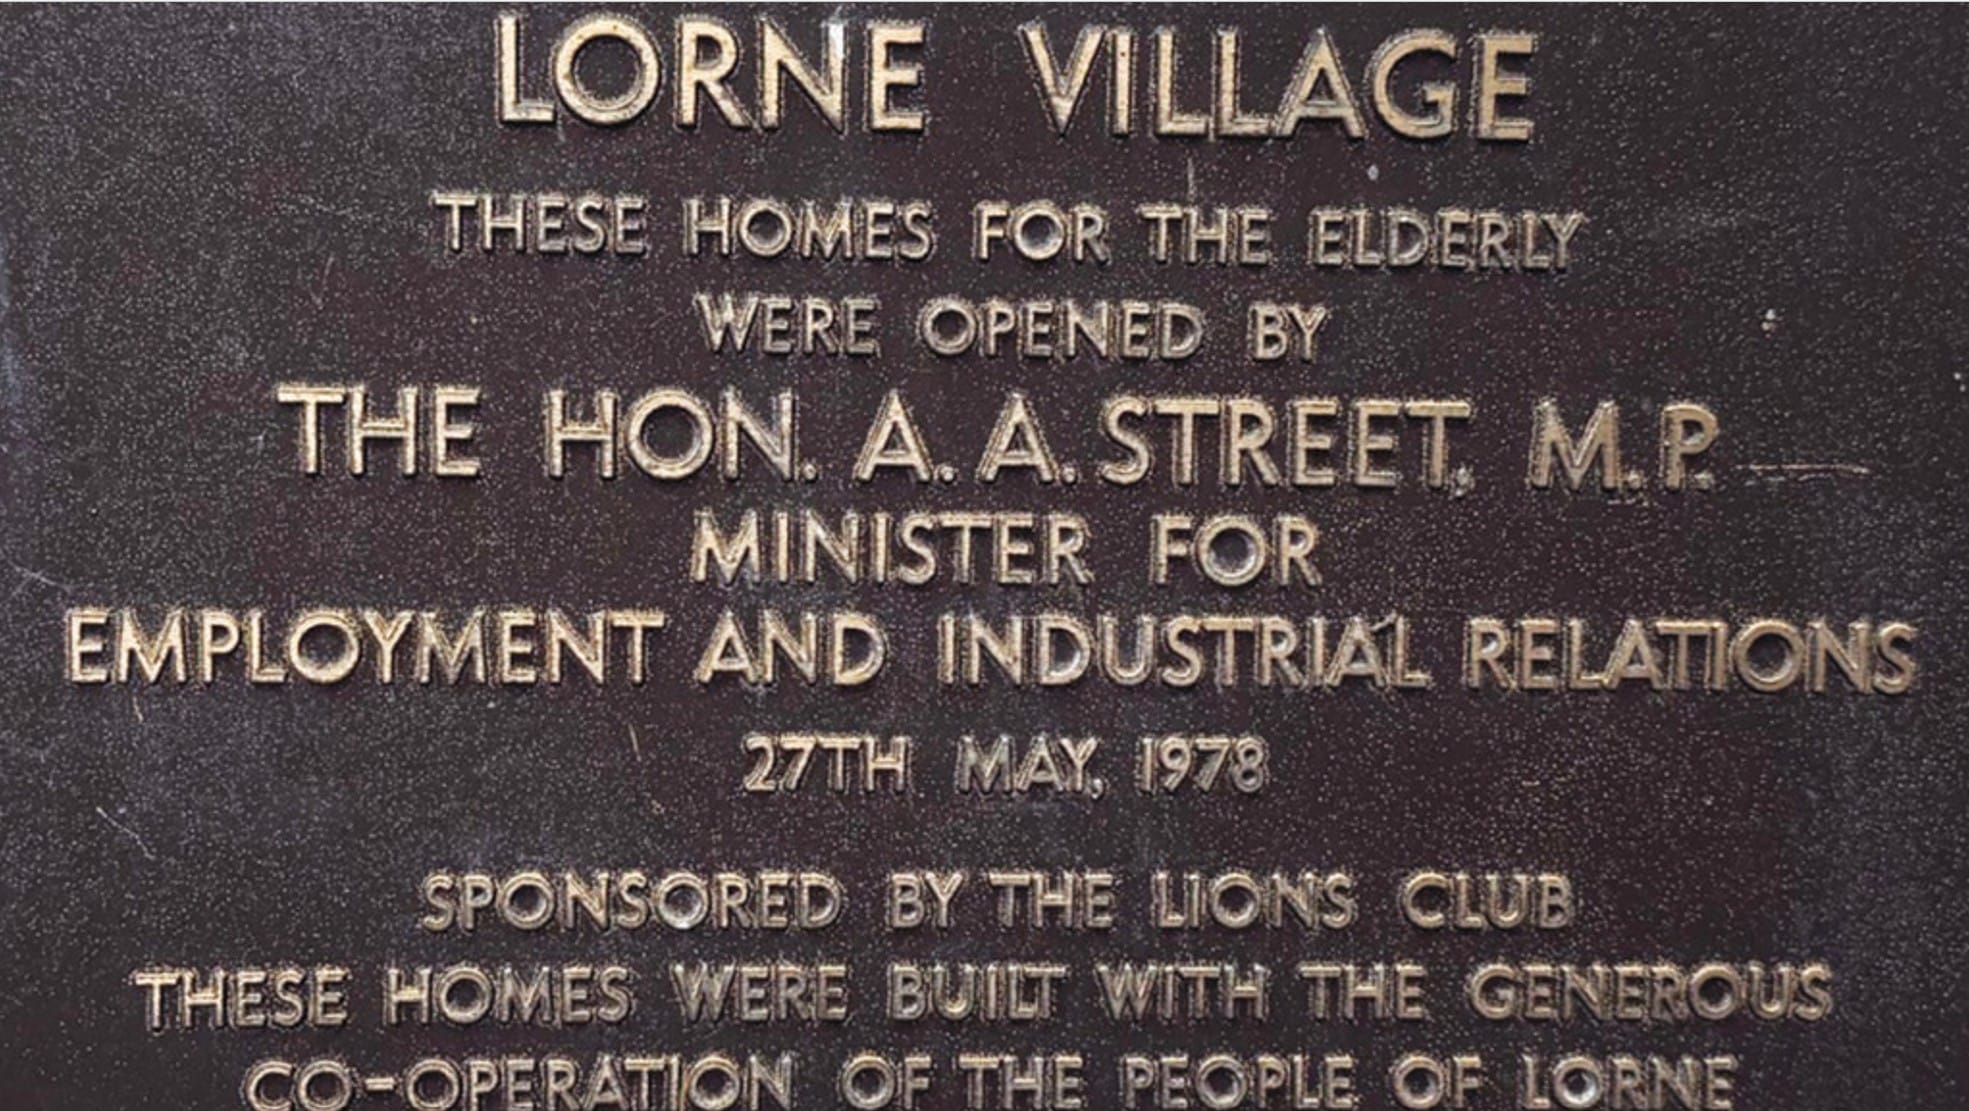 LORNE VILLAGE
THESE HOMES FOR THE ELDERLY
WERE OPENED BY
THE HON. A. A. STREET, M.P.
MINISTER FOR
EMPLOYMENT AND INDUSTRIAL RELATIONS
27TH MAY, 1978
SPONSORED BY THE LIONS CLUB
THESE HOMES WERE BUILT WITH THE GENEROUS
CO-OPERATION OF THE PEOPLE OF LORNE